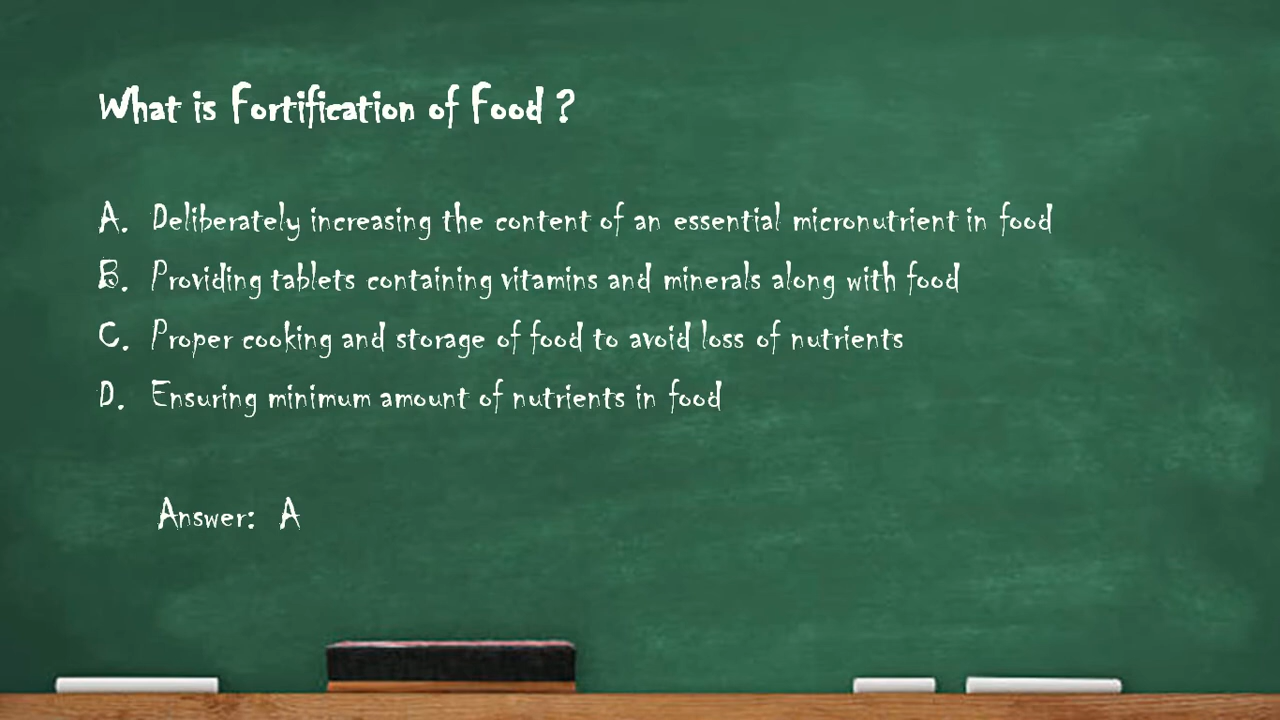 What is Fortification of Food ?
A. Deliberately increasing the content of an essential micronutrient in food
B. Providing tablets containing vitamins and minerals along with food
C. Proper cooking and storage of food to avoid loss of nutrients
D. Ensuring minimum amount of nutrients in food
Answer: A